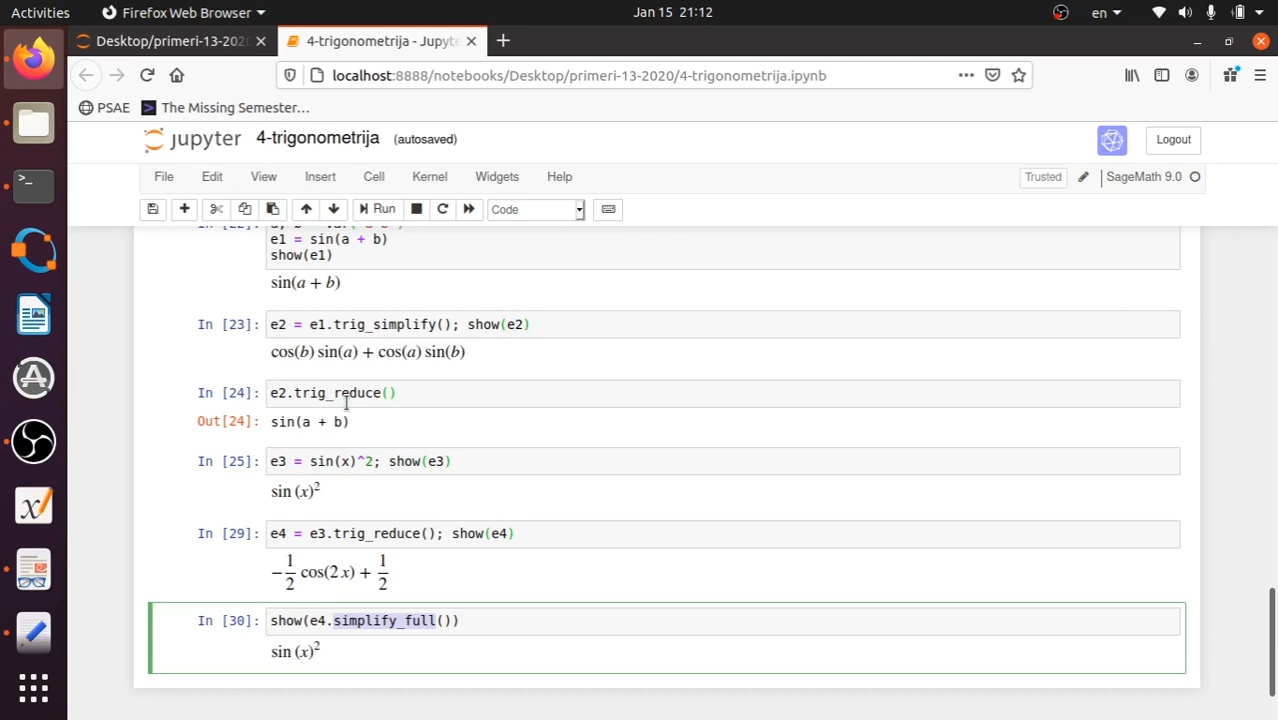 Activities Firefox Web Browser Jan 15 21:12 en
Desktop/primeri-13-202 4-trigonometrija - Jupyte
localhost:8888/notebooks/Desktop/primeri-13-2020/4-trigonometrija.ipynb
PSAE The Missing Semester…
jupyter 4-trigonometrija (autosaved) Logout
File Edit View Insert Cell Kernel Widgets Help Trusted SageMath 9.0
Run Code
In [22]:
e1 = sin(a + b)
show(e1)
sin(a + b)
In [23]: e2 = e1.trig_simplify(); show(e2)
cos(b) sin(a) + cos(a) sin(b)
In [24]: e2.trig_reduce()
Out[24]: sin(a + b)
In [25]: e3 = sin(x)^2; show(e3)
sin (x)²
In [29]: e4 = e3.trig_reduce(); show(e4)
−1/2 cos(2 x) + 1/2
In [30]: show(e4.simplify_full())
sin (x)²